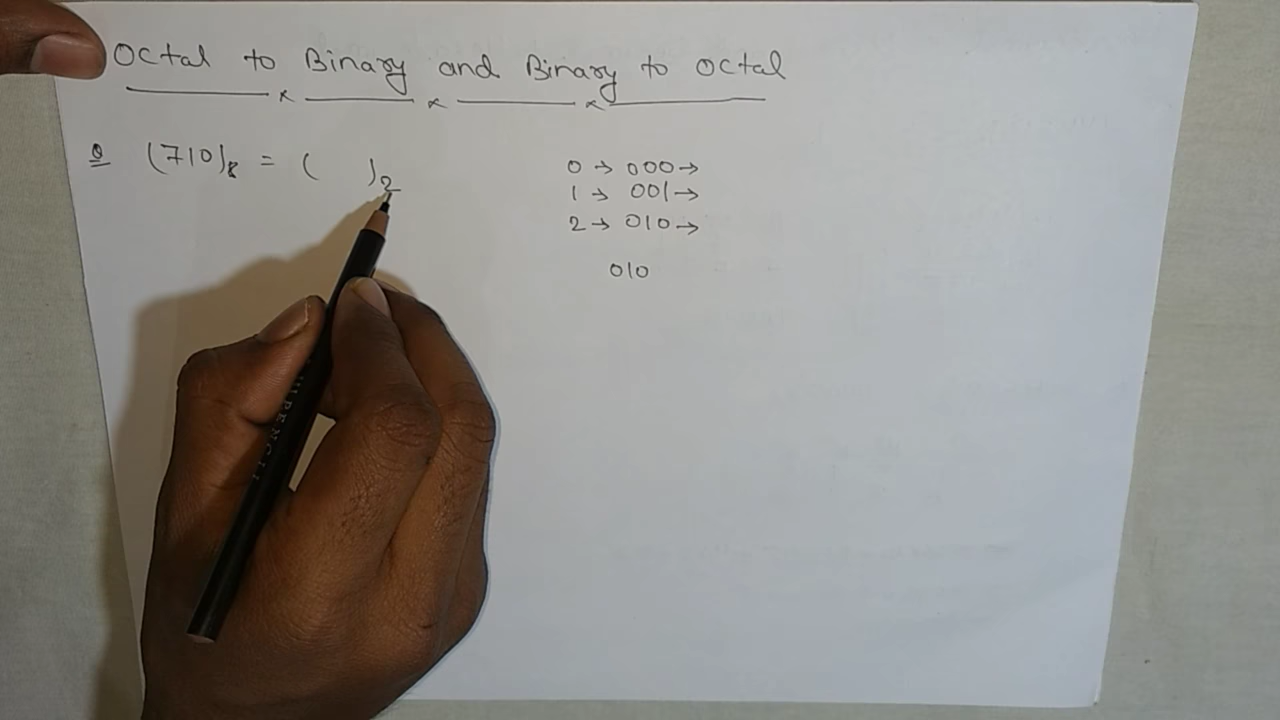 Octal to Binary and Binary to Octal
Q (710)8 = ( )2
0 → 000 →
1 → 001 →
2 → 010 →
010